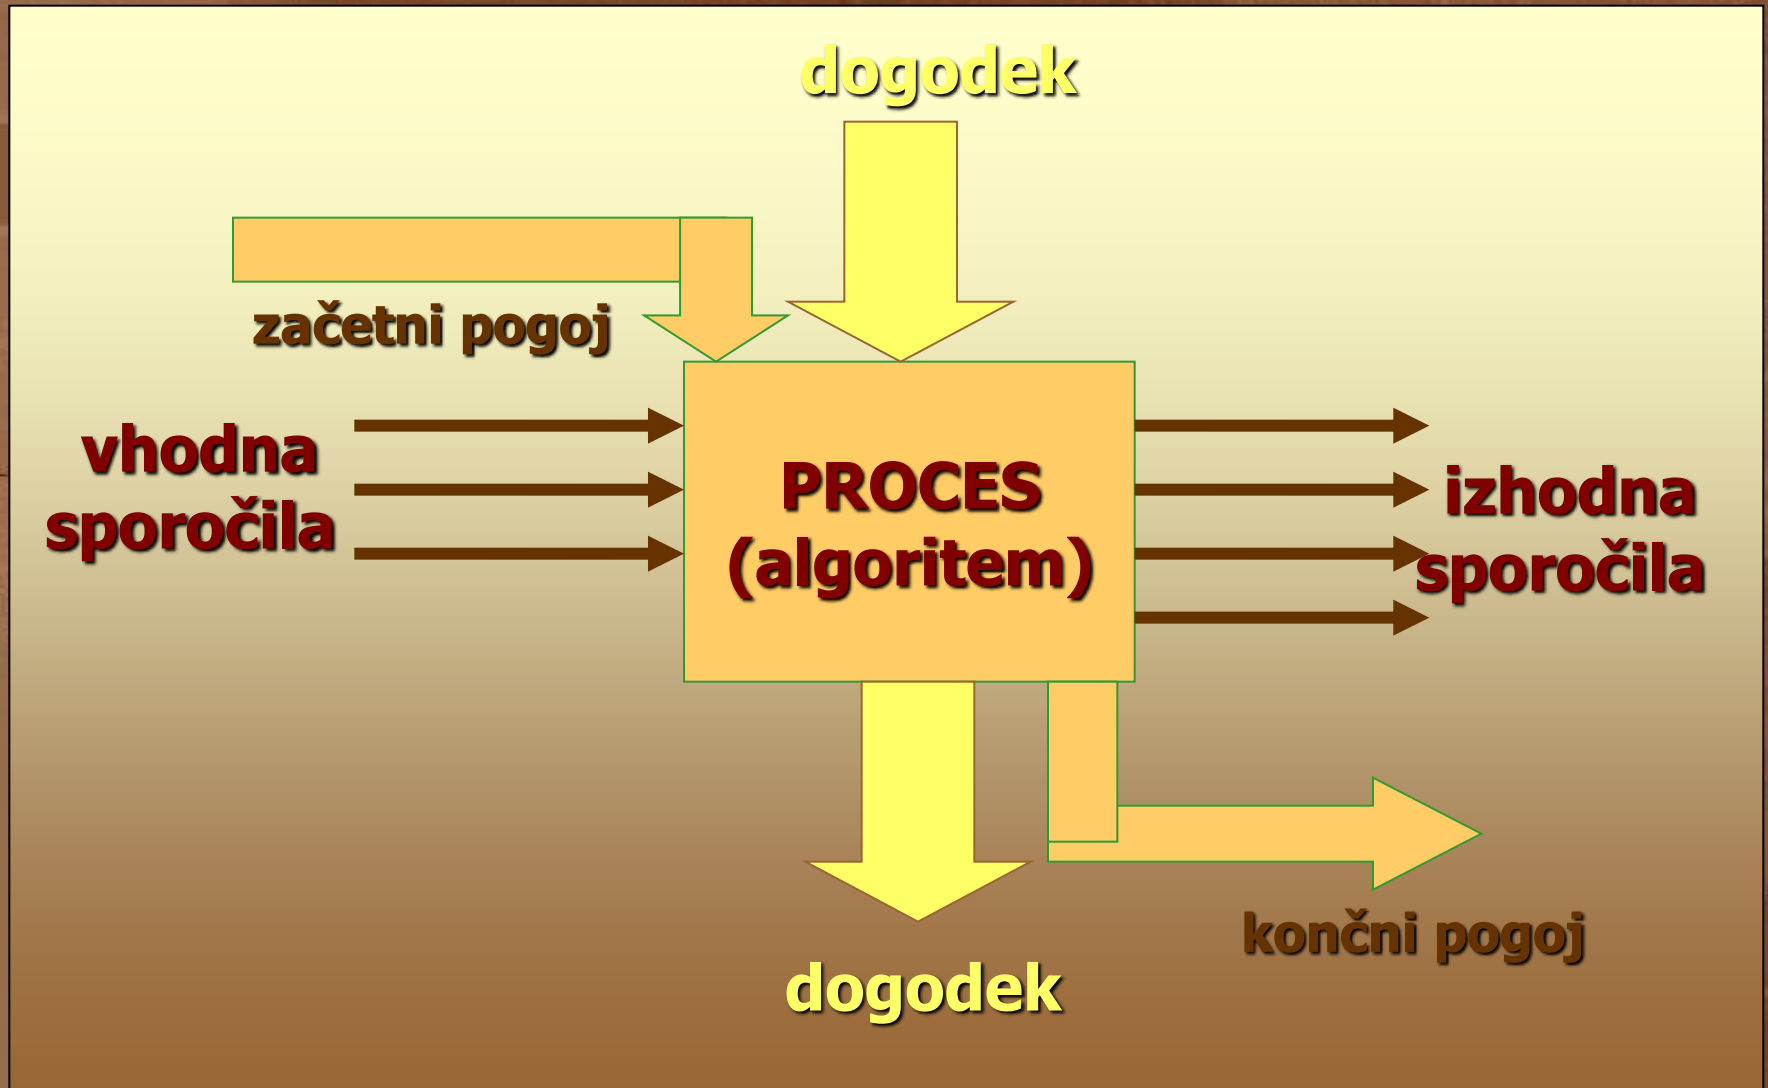 dogodek
začetni pogoj
vhodna
sporočila
PROCES
(algoritem)
izhodna
sporočila
končni pogoj
dogodek